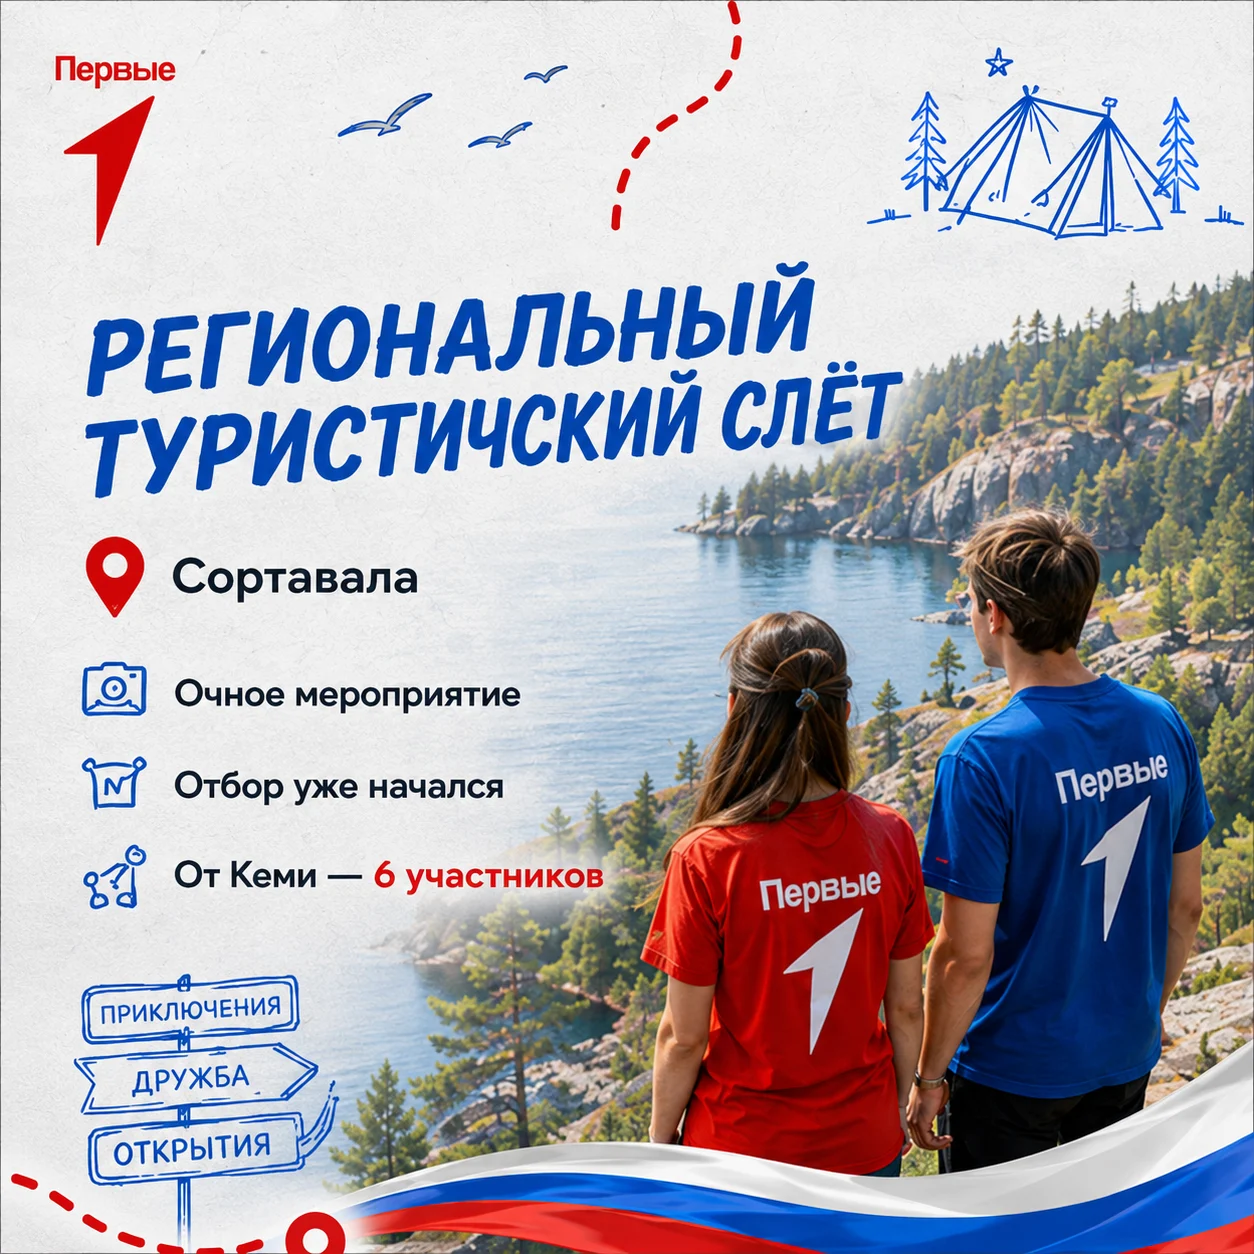 Первые
РЕГИОНАЛЬНЫЙ
ТУРИСТИЧСКИЙ СЛЁТ
Сортавала
Очное мероприятие
Отбор уже начался
От Кеми — 6 участников
Первые
Первые
ПРИКЛЮЧЕНИЯ
ДРУЖБА
ОТКРЫТИЯ